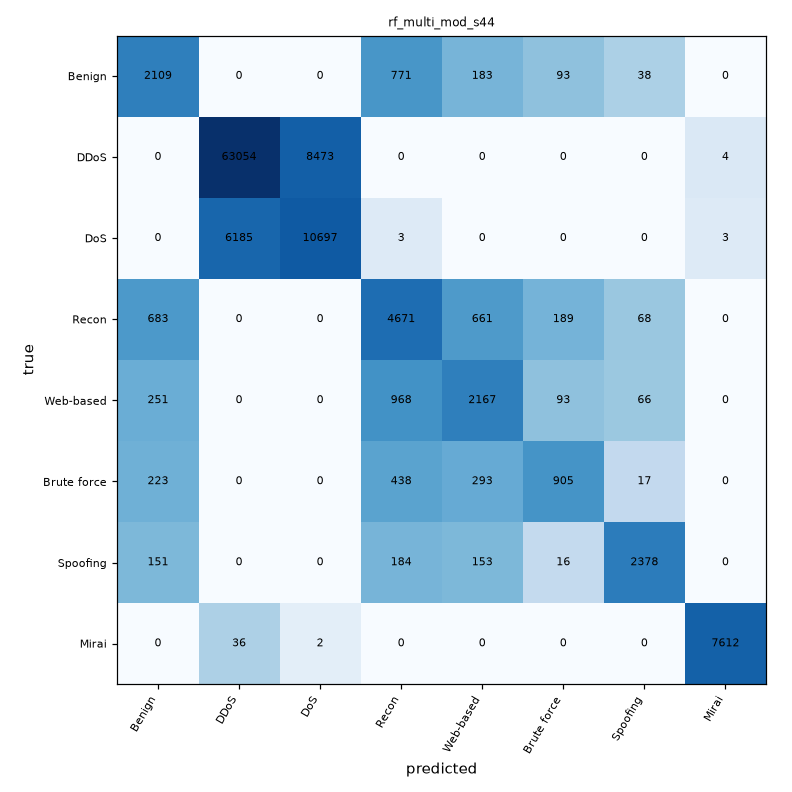 rf_multi_mod_s44
Benign 2109 0 0 771 183 93 38 0
DDoS 0 63054 8473 0 0 0 0 4
DoS 0 6185 10697 3 0 0 0 3
Recon 683 0 0 4671 661 189 68 0
Web-based 251 0 0 968 2167 93 66 0
Brute force 223 0 0 438 293 905 17 0
Spoofing 151 0 0 184 153 16 2378 0
Mirai 0 36 2 0 0 0 0 7612
true
Benign DDoS DoS Recon Web-based Brute force Spoofing Mirai
predicted